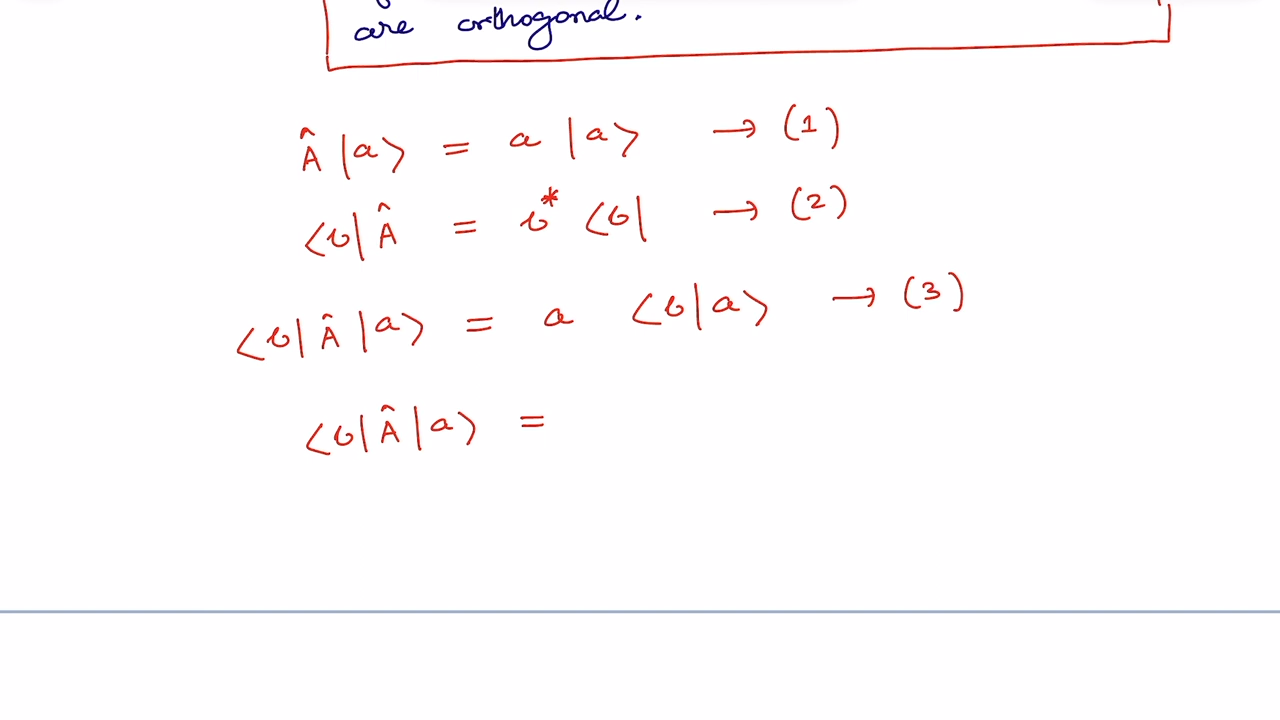 are orthogonal.
Â |a⟩ = a |a⟩ → (1)
⟨b| Â = b* ⟨b| → (2)
⟨b| Â |a⟩ = a ⟨b|a⟩ → (3)
⟨b| Â |a⟩ =